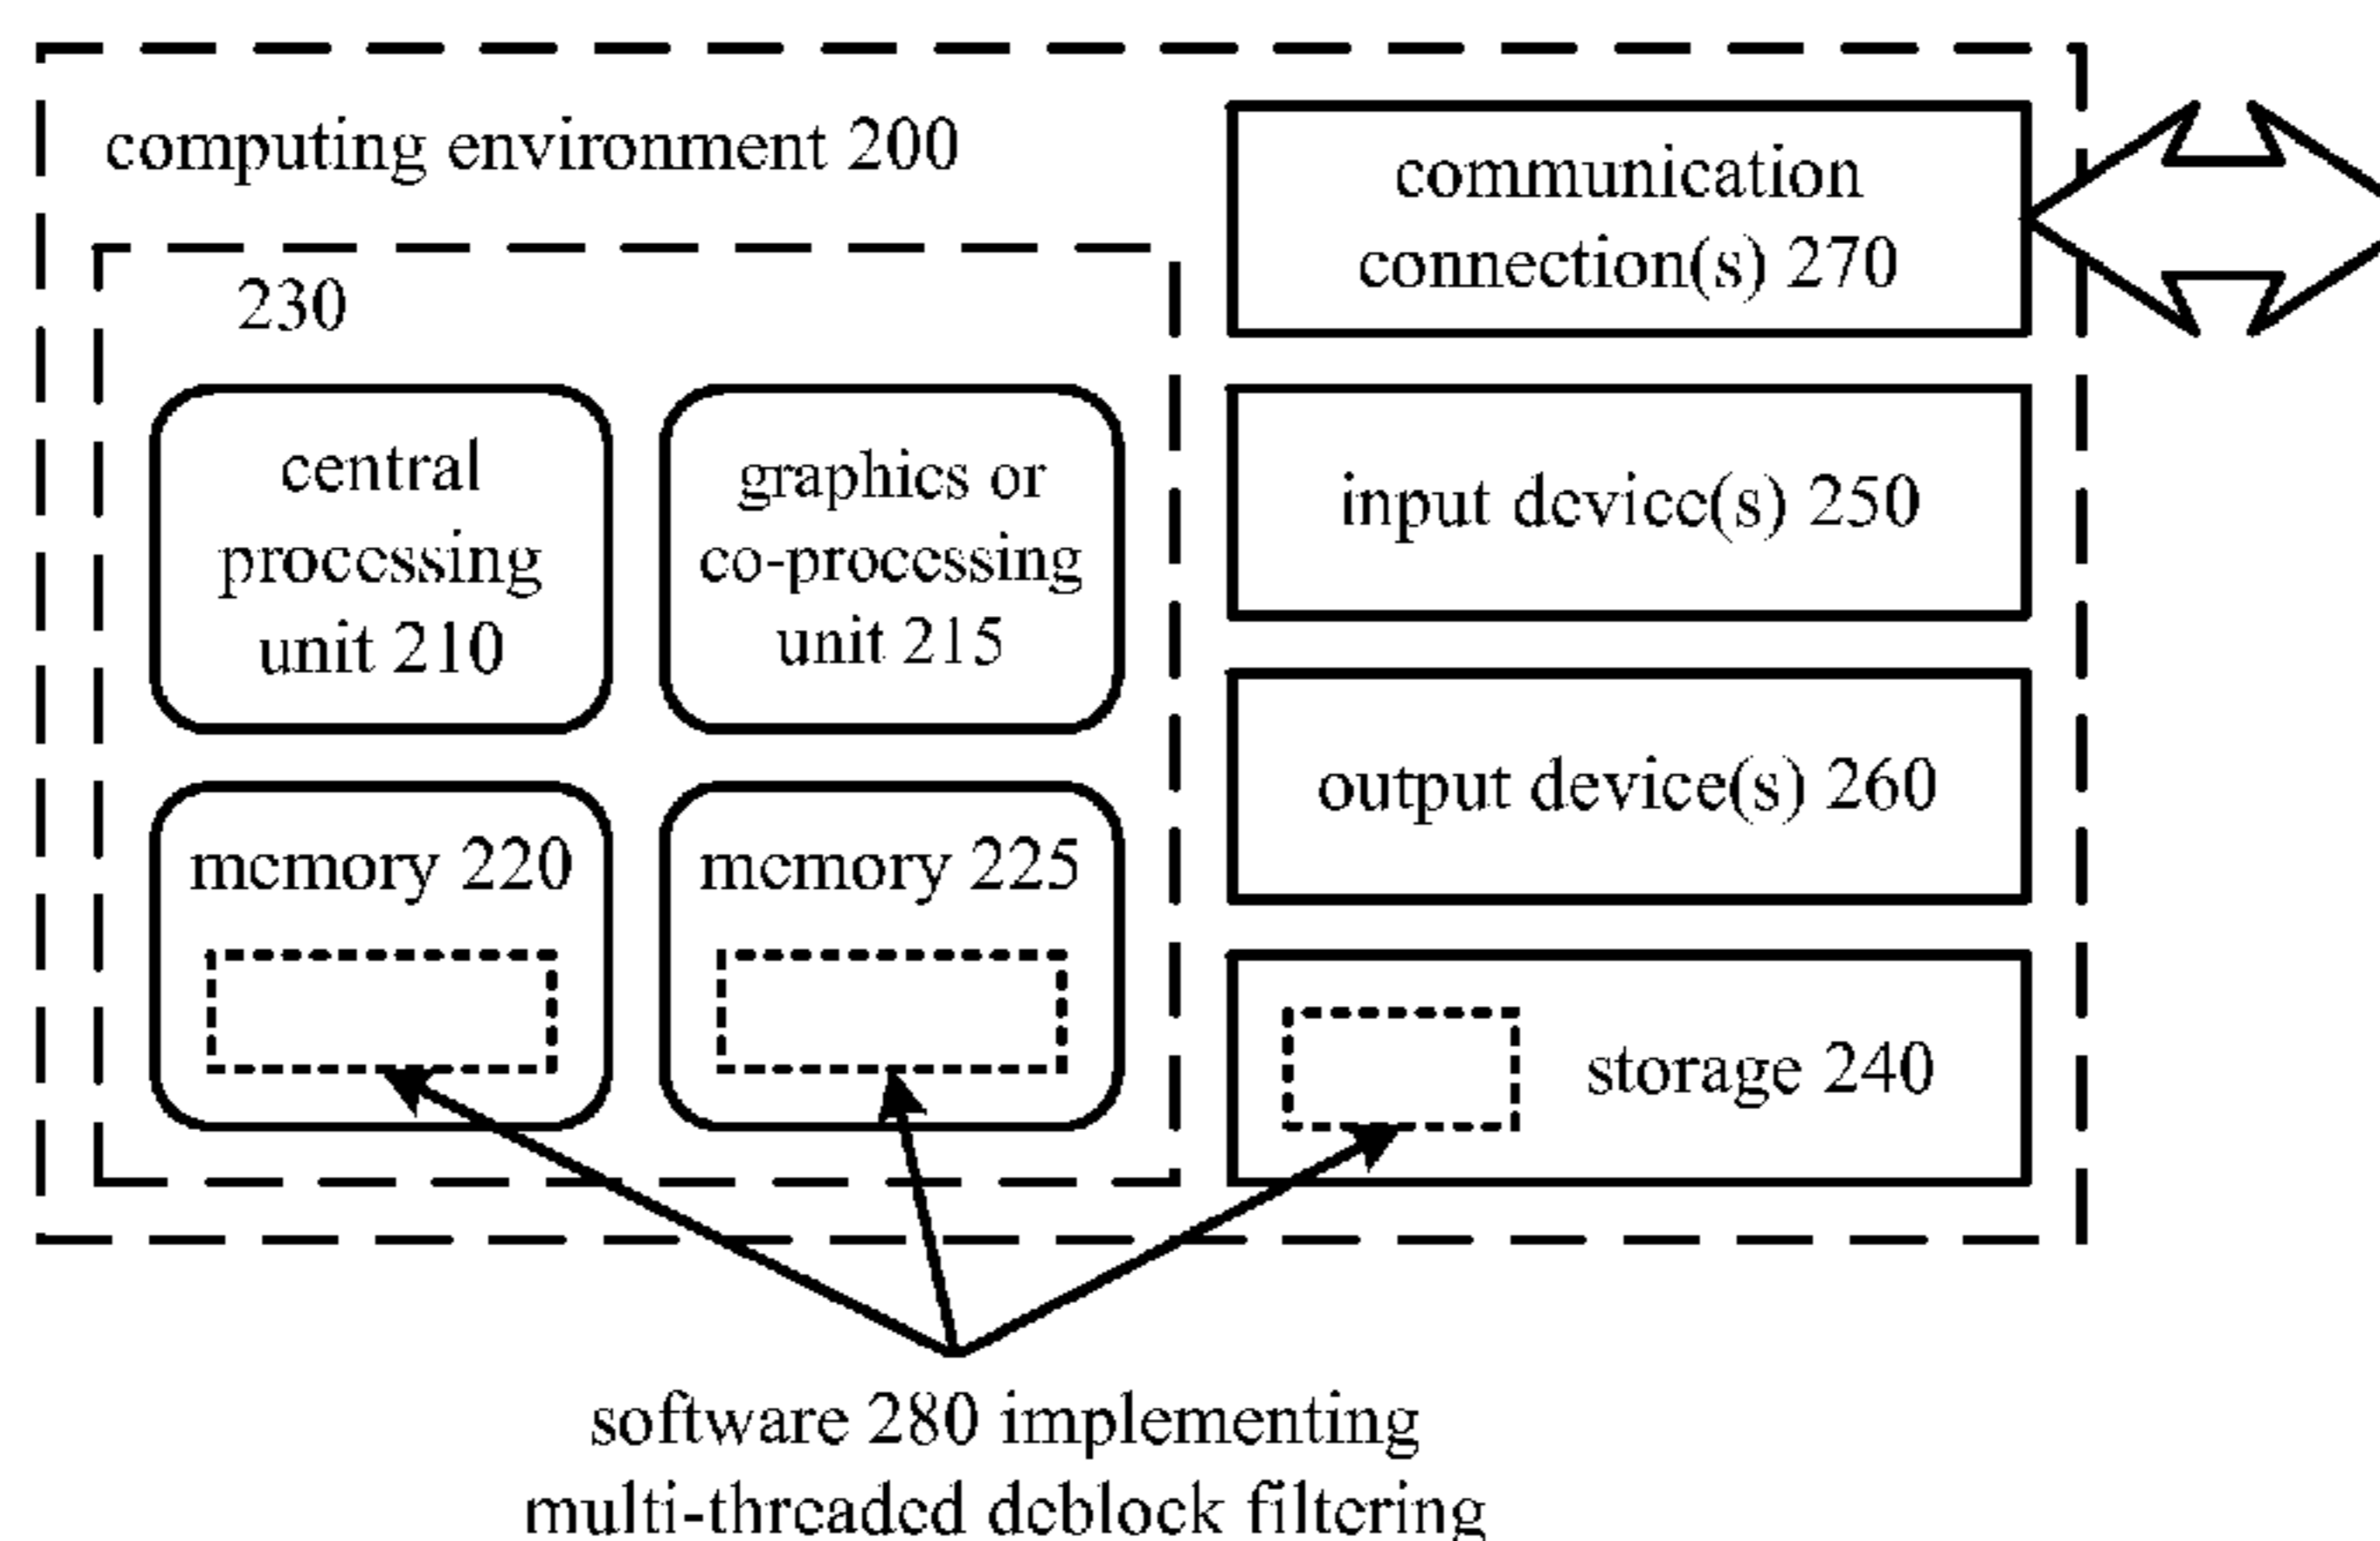 computing environment 200
communication
connection(s) 270
230
central
processing
unit 210
graphics or
co-processing
unit 215
input device(s) 250
output device(s) 260
memory 220
memory 225
storage 240
software 280 implementing
multi-threaded deblock filtering